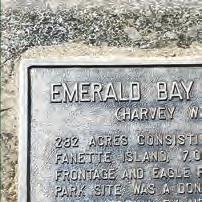 EMERALD BAY
(HARVEY W
282 ACRES CONSISTI
FANETTE ISLAND, 7,0
FRONTAGE AND EAGLE F
PARK SITE WAS A DON